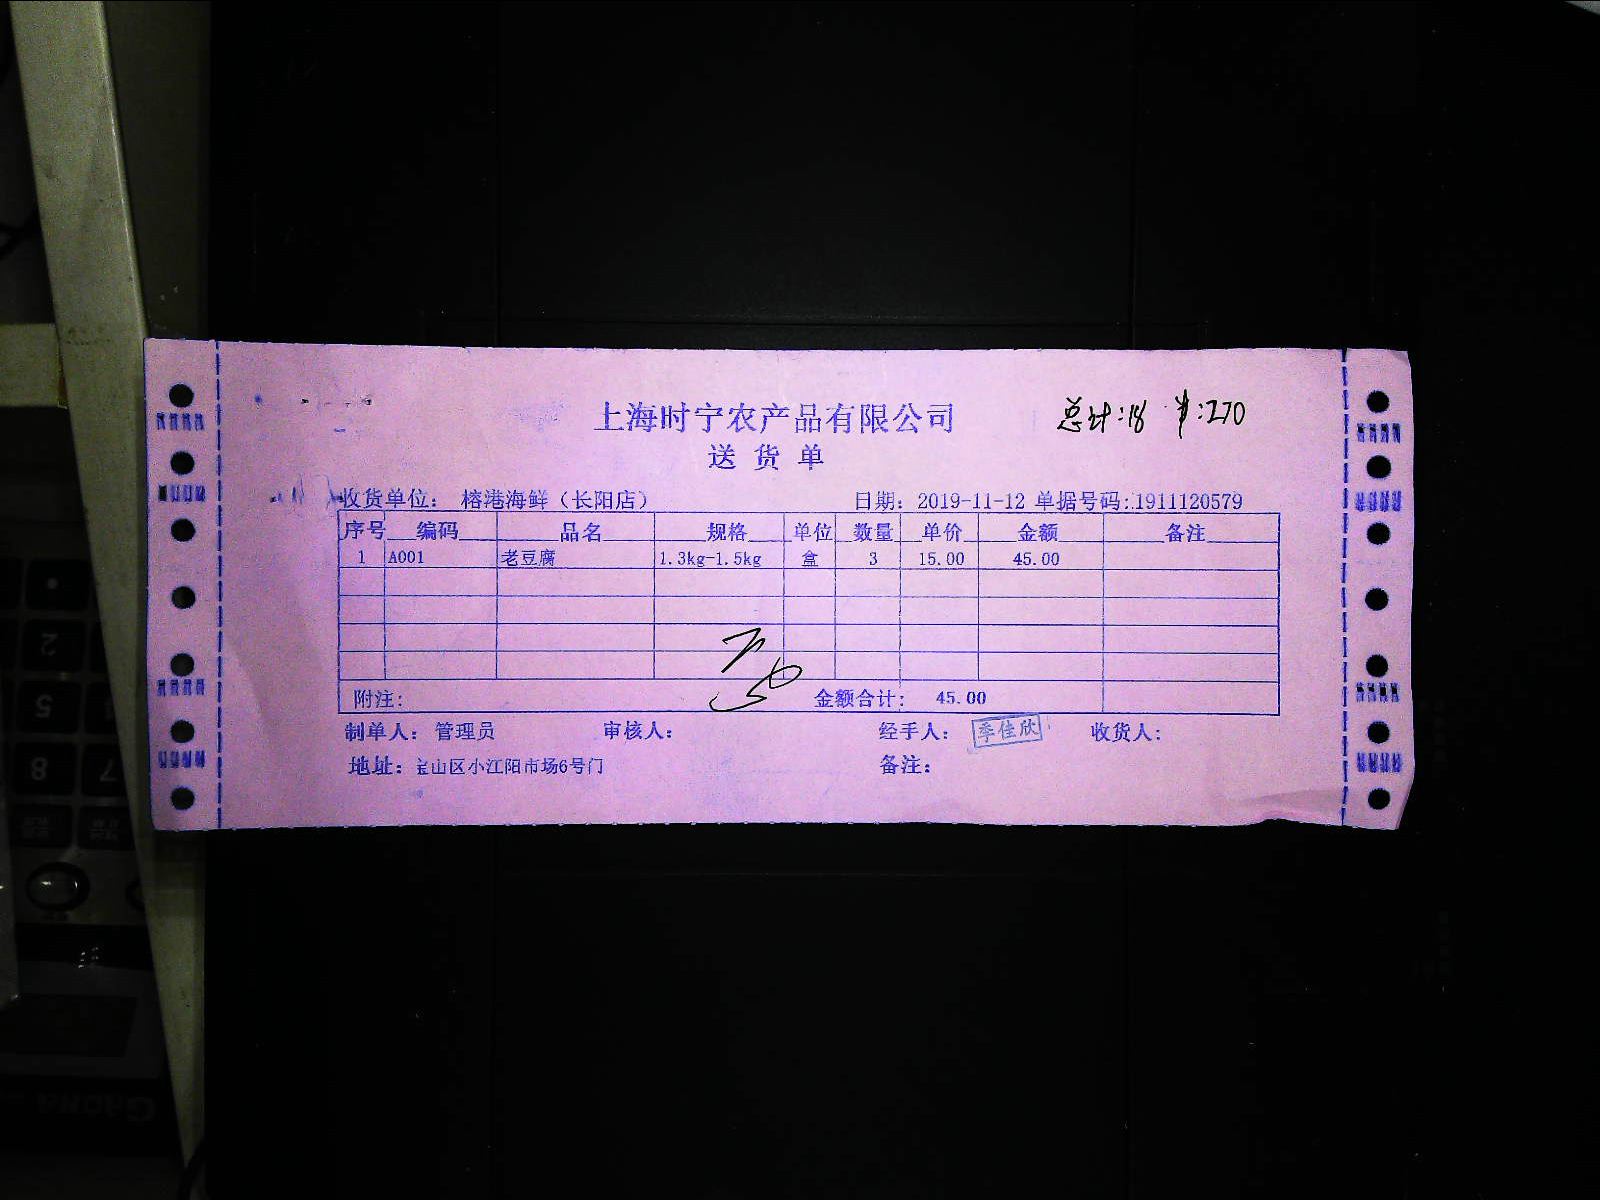 上海时宁农产品有限公司 总计:18 ¥:270
送货单
收货单位: 榕港海鲜(长阳店) 日期: 2019-11-12 单据号码:1911120579
序号 编码 品名 规格 单位 数量 单价 金额 备注
1 A001 老豆腐 1.3kg-1.5kg 盒 3 15.00 45.00
附注: 金额合计: 45.00
制单人: 管理员 审核人: 经手人: 季佳欣 收货人:
地址: 宝山区小江阳市场6号门 备注:
2
5
8
7